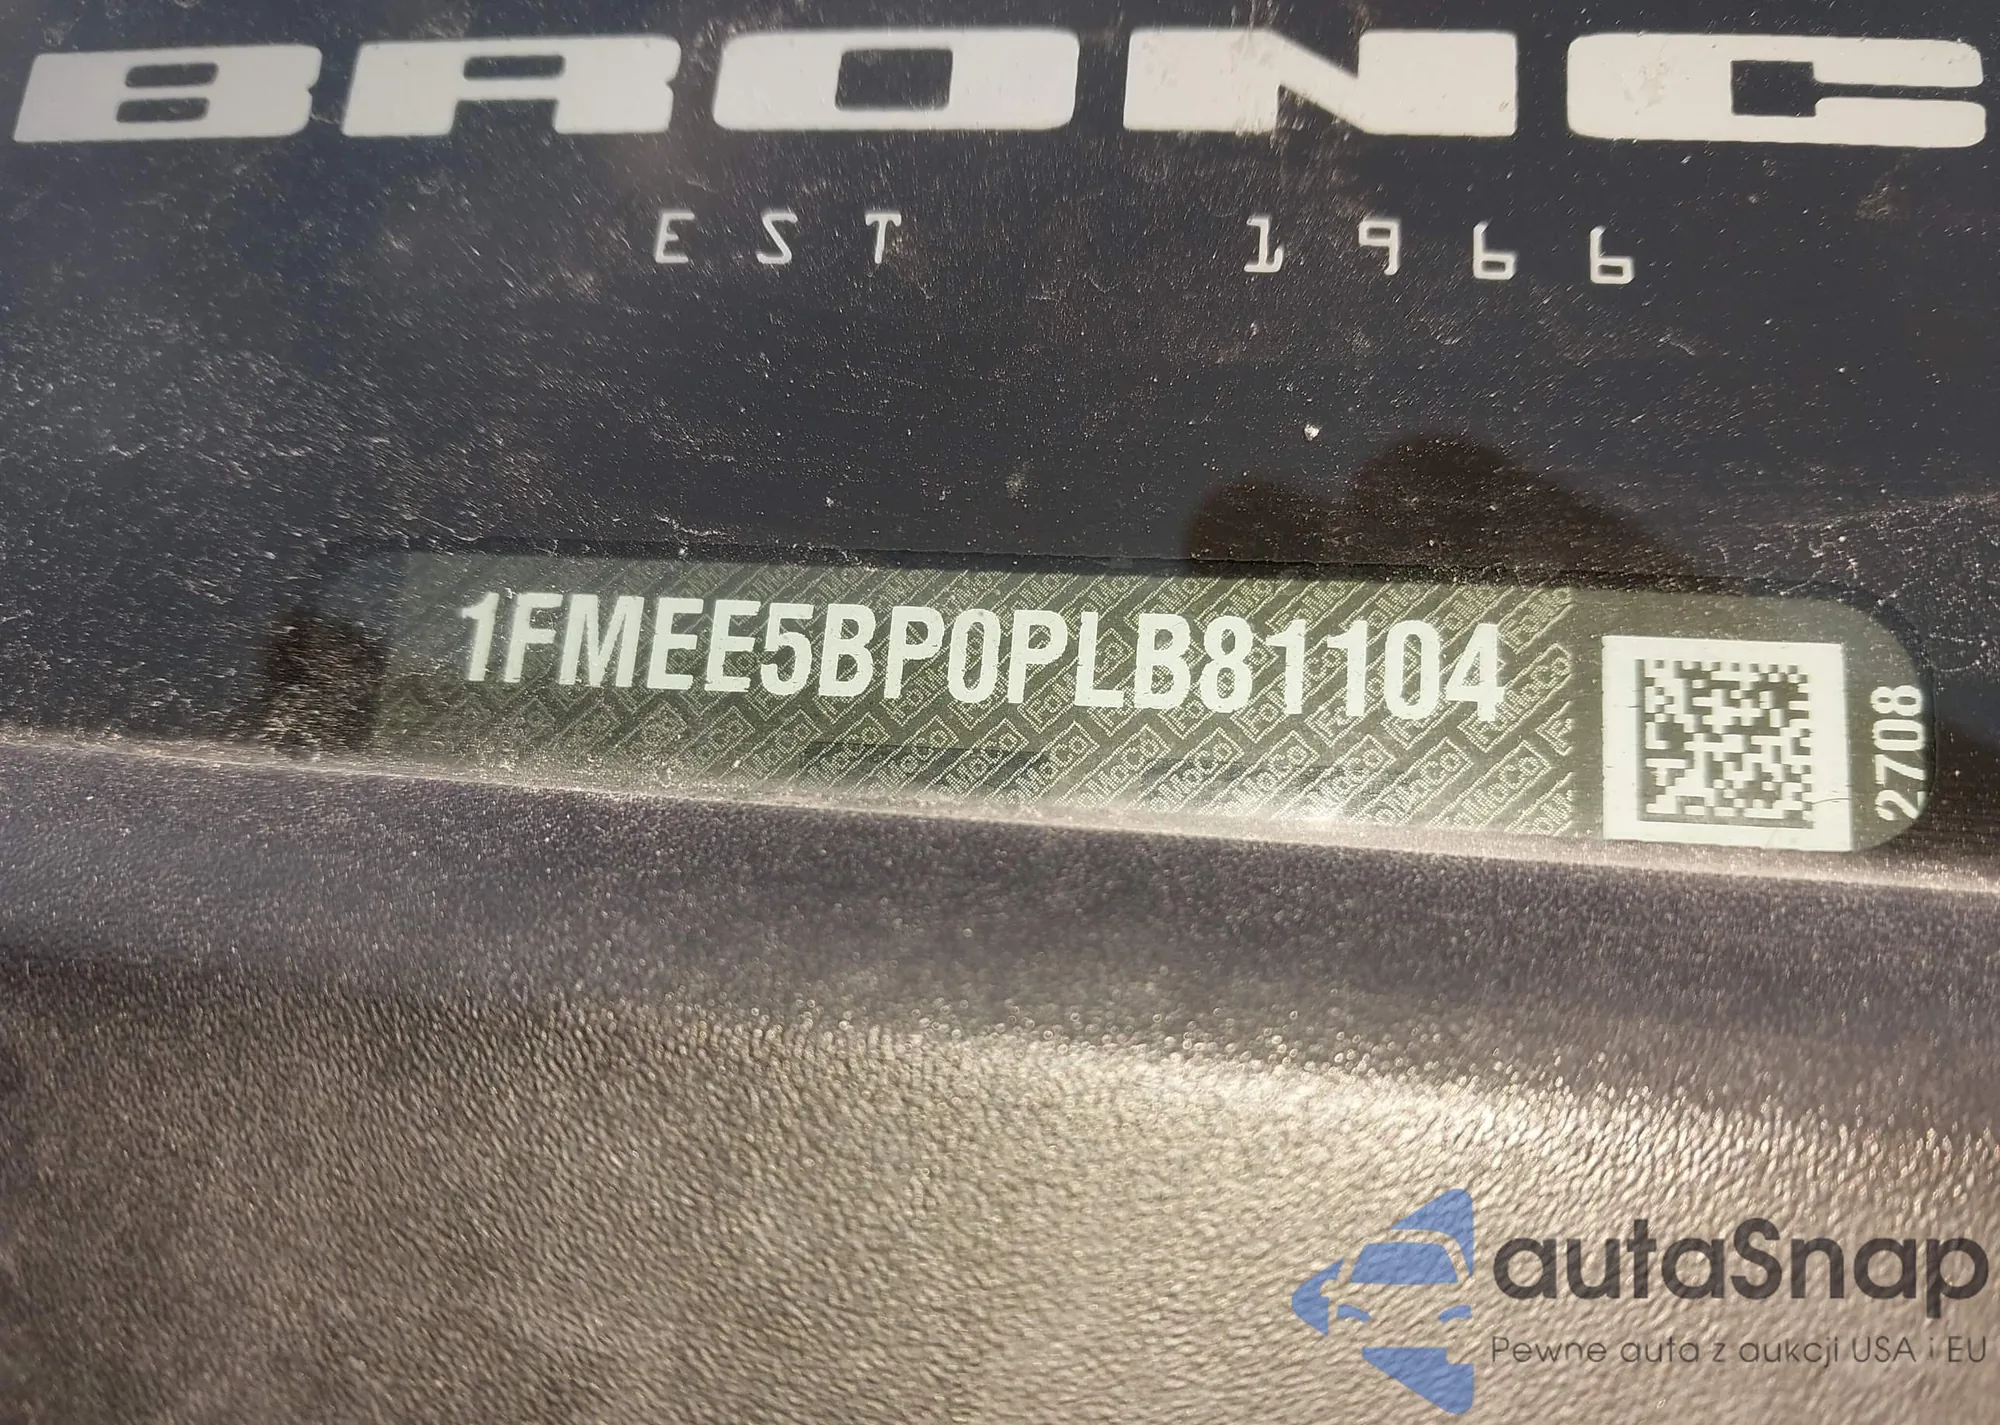 BRONC
EST 1966
1FMEE5BP0PLB81104
2708
autaSnap
Pewne auta z aukcji USA i EU